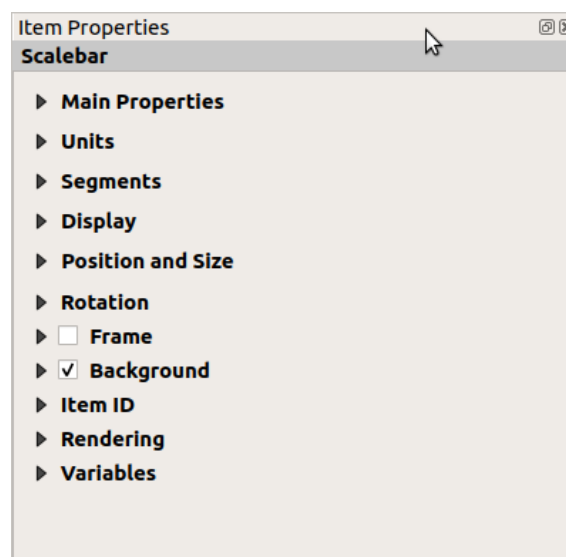 Item Properties
Scalebar
Main Properties
Units
Segments
Display
Position and Size
Rotation
Frame
Background
Item ID
Rendering
Variables